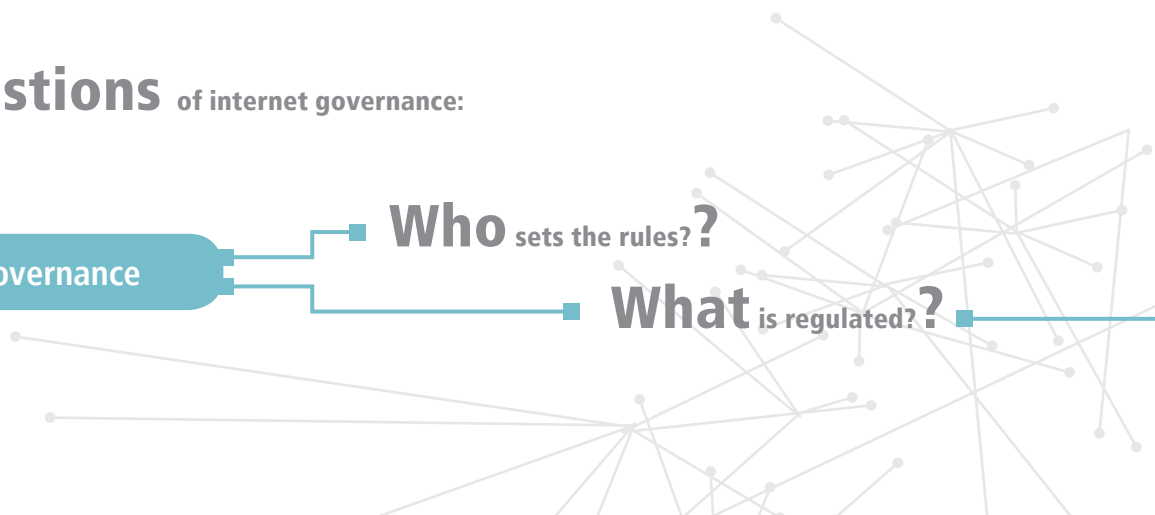 stions of internet governance:
Who sets the rules??
overnance
What is regulated??